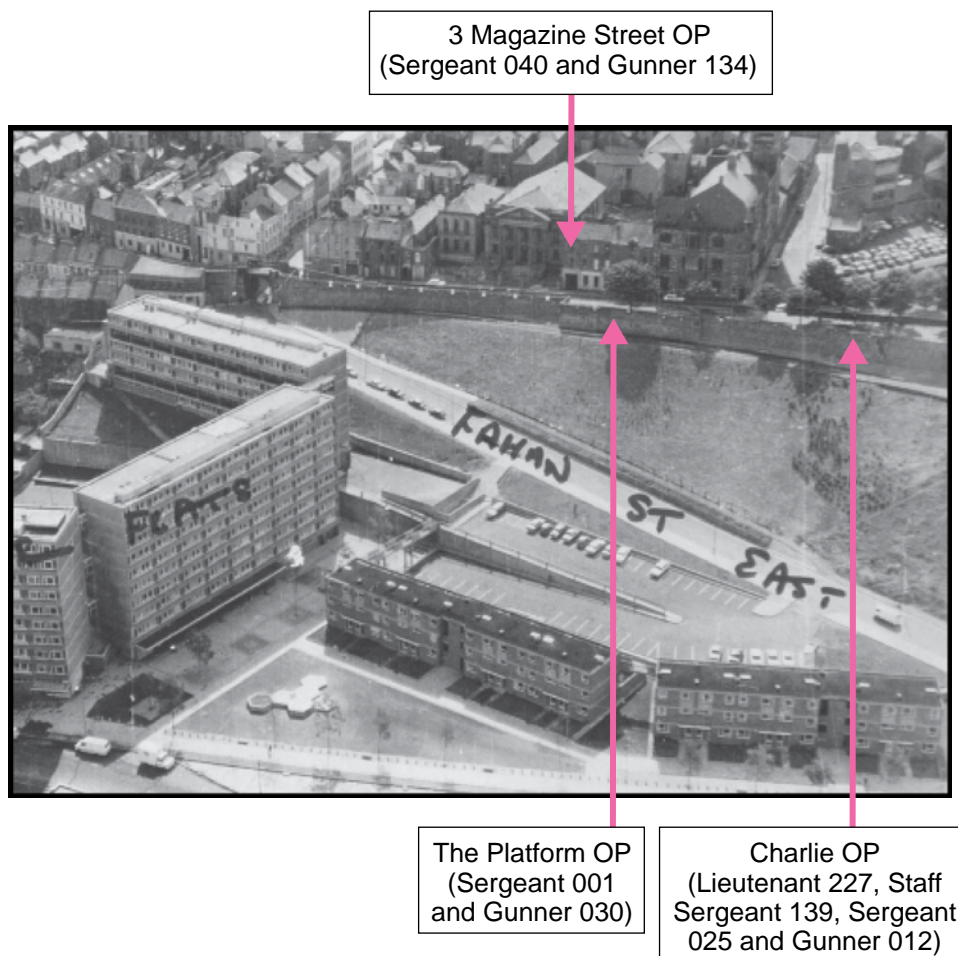 3 Magazine Street OP
(Sergeant 040 and Gunner 134)
FAHAN ST EAST
FLATS
The Platform OP
(Sergeant 001
and Gunner 030)
Charlie OP
(Lieutenant 227, Staff
Sergeant 139, Sergeant
025 and Gunner 012)